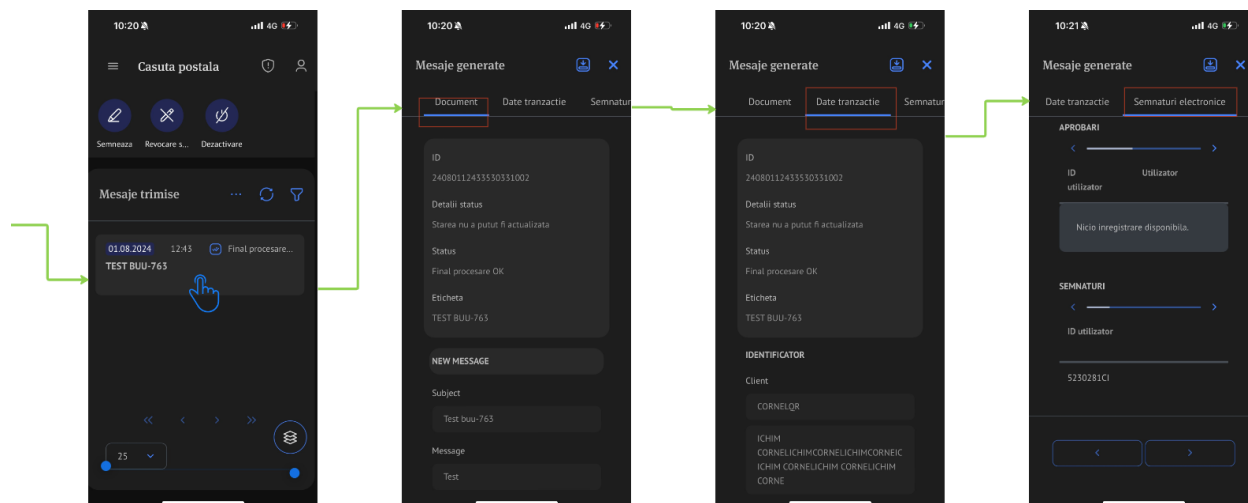 10:20
4G
Casuta postala
Semneaza
Revocare s...
Dezactivare
Mesaje trimise
...
01.08.2024
12:43
Final procesare...
TEST BUU-763
25
10:20
4G
Mesaje generate
Document
Date tranzactie
Semnatur
ID
24080112433530331002
Detalii status
Starea nu a putut fi actualizata
Status
Final procesare OK
Eticheta
TEST BUU-763
NEW MESSAGE
Subject
Test buu-763
Message
Test
10:20
4G
Mesaje generate
Document
Date tranzactie
Semnatur
ID
24080112433530331002
Detalii status
Starea nu a putut fi actualizata
Status
Final procesare OK
Eticheta
TEST BUU-763
IDENTIFICATOR
Client
CORNELQR
ICHIM
CORNELICHIMCORNELICHIMCORNEIC
ICHIM CORNELICHIM CORNELICHIM
CORNE
10:21
4G
Mesaje generate
Date tranzactie
Semnaturi electronice
APROBARI
ID
utilizator
Utilizator
Nicio inregistrare disponibila.
SEMNATURI
ID utilizator
5230281CI